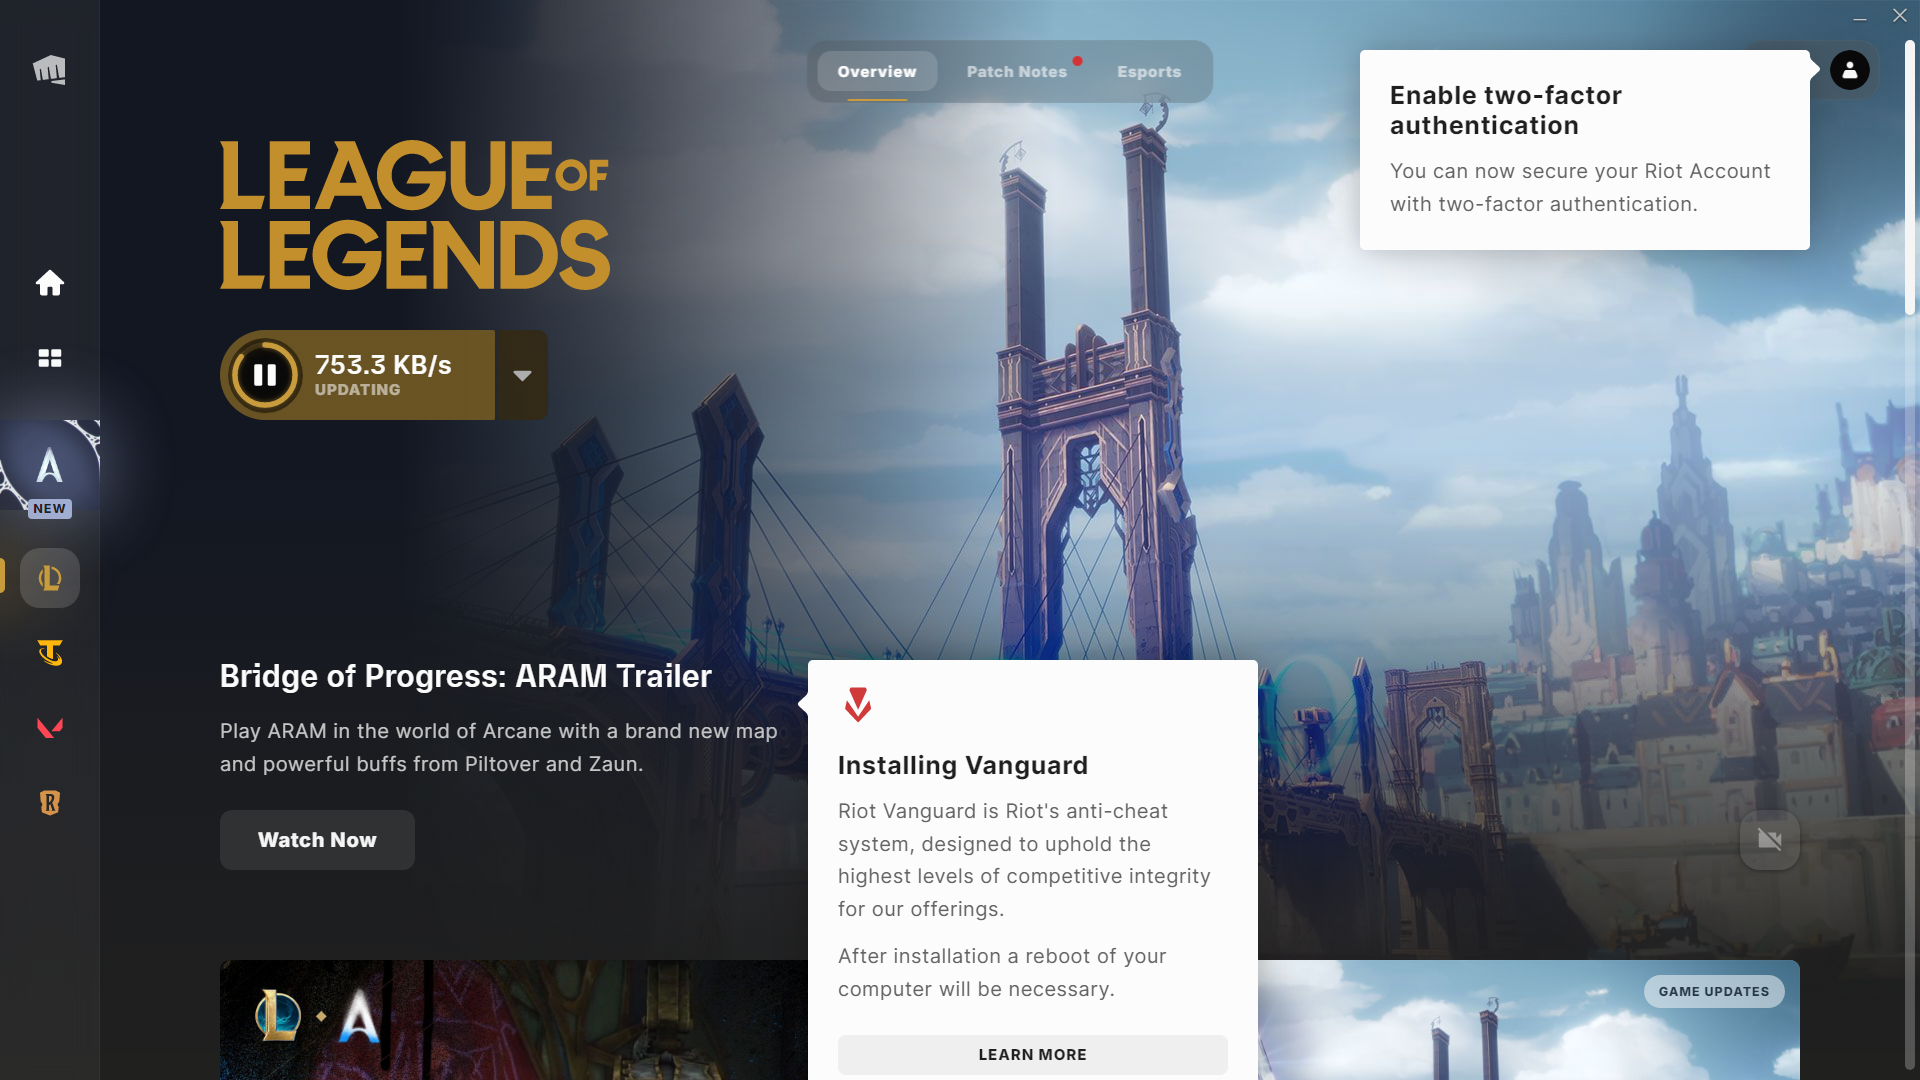 Overview
Patch Notes
Esports
Enable two-factor
authentication
You can now secure your Riot Account
with two-factor authentication.
LEAGUE OF
LEGENDS
753.3 KB/s
UPDATING
NEW
Bridge of Progress: ARAM Trailer
Play ARAM in the world of Arcane with a brand new map
and powerful buffs from Piltover and Zaun.
Watch Now
Installing Vanguard
Riot Vanguard is Riot's anti-cheat
system, designed to uphold the
highest levels of competitive integrity
for our offerings.
After installation a reboot of your
computer will be necessary.
LEARN MORE
GAME UPDATES